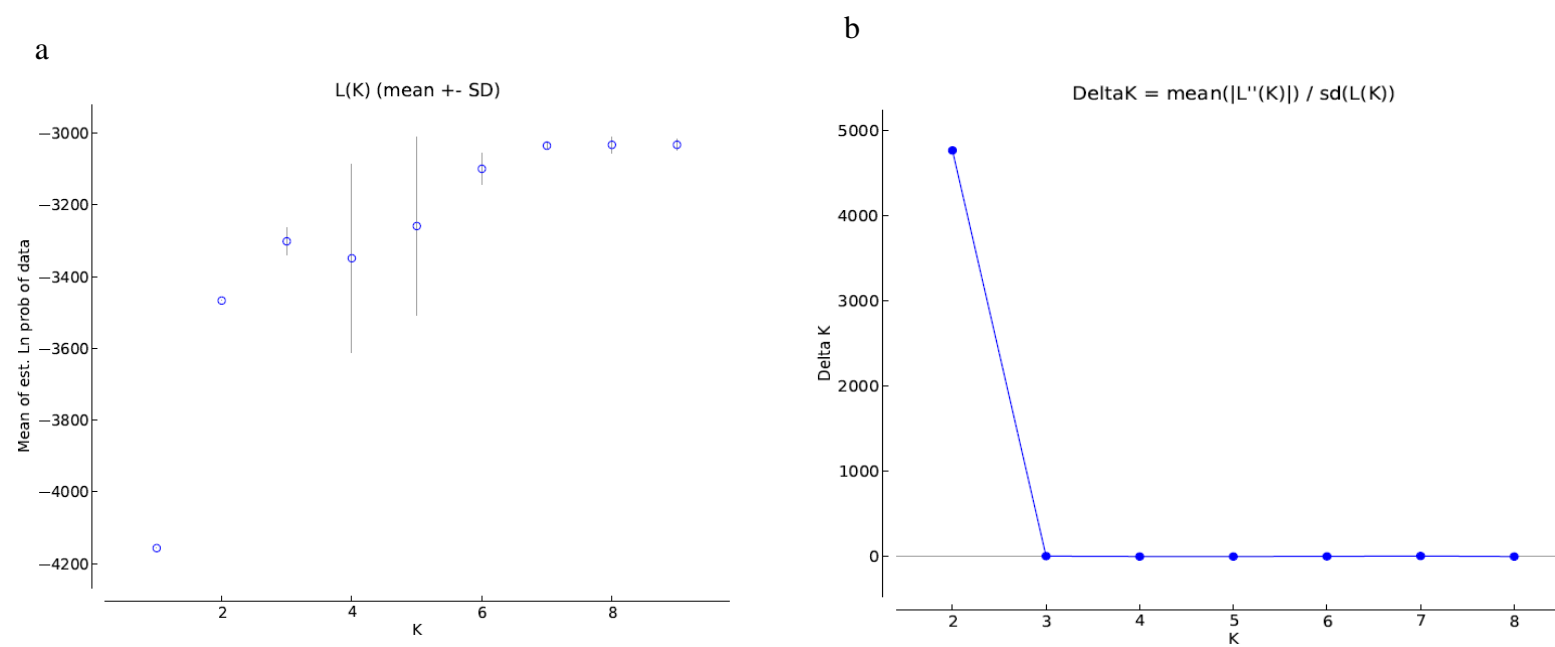 a
L(K) (mean +- SD)
Mean of est. Ln prob of data
−3000
−3200
−3400
−3600
−3800
−4000
−4200
2 4 6 8
K
b
DeltaK = mean(|L''(K)|) / sd(L(K))
Delta K
5000
4000
3000
2000
1000
0
2 3 4 5 6 7 8
K